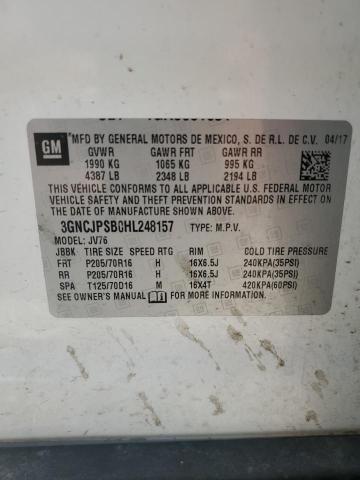 GM
*MFD BY GENERAL MOTORS DE MEXICO, S. DE R.L. DE C.V. 04/17
GVWR GAWR FRT GAWR RR
1990 KG 1065 KG 995 KG
4387 LB 2348 LB 2194 LB
THIS VEHICLE CONFORMS TO ALL APPLICABLE U.S. FEDERAL MOTOR
VEHICLE SAFETY AND THEFT PREVENTION STANDARDS IN EFFECT ON THE DATE OF
MANUFACTURE SHOWN ABOVE.
3GNCJPSB8HL248157 TYPE: M.P.V.
MODEL: JV76
JBBK TIRE SIZE SPEED RTG RIM COLD TIRE PRESSURE
FRT P205/70R16 H 16X6.5J 240KPA(35PSI)
RR P205/70R16 H 16X6.5J 240KPA(35PSI)
SPA T125/70D16 M 16X4T 420KPA(60PSI)
SEE OWNER'S MANUAL FOR ADDITIONAL INFORMATION.